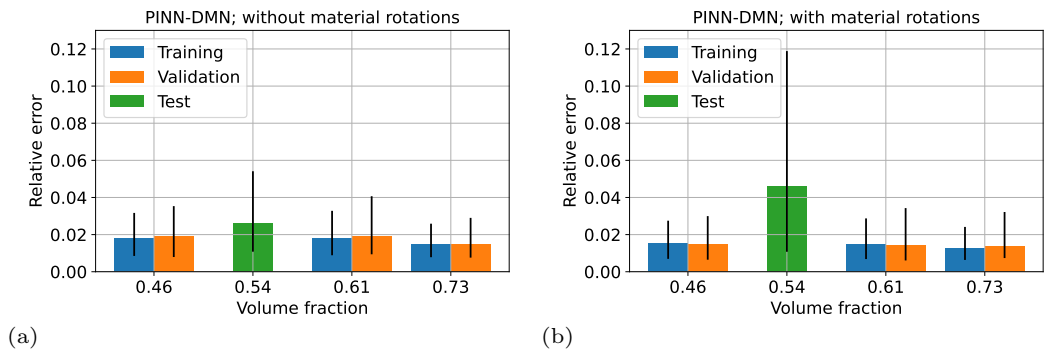 PINN-DMN; without material rotations
0.12
0.10
0.08
0.06
0.04
0.02
0.00
Relative error
Training
Validation
Test
0.46 0.54 0.61 0.73
Volume fraction
(a)
PINN-DMN; with material rotations
0.12
0.10
0.08
0.06
0.04
0.02
0.00
Relative error
Training
Validation
Test
0.46 0.54 0.61 0.73
Volume fraction
(b)